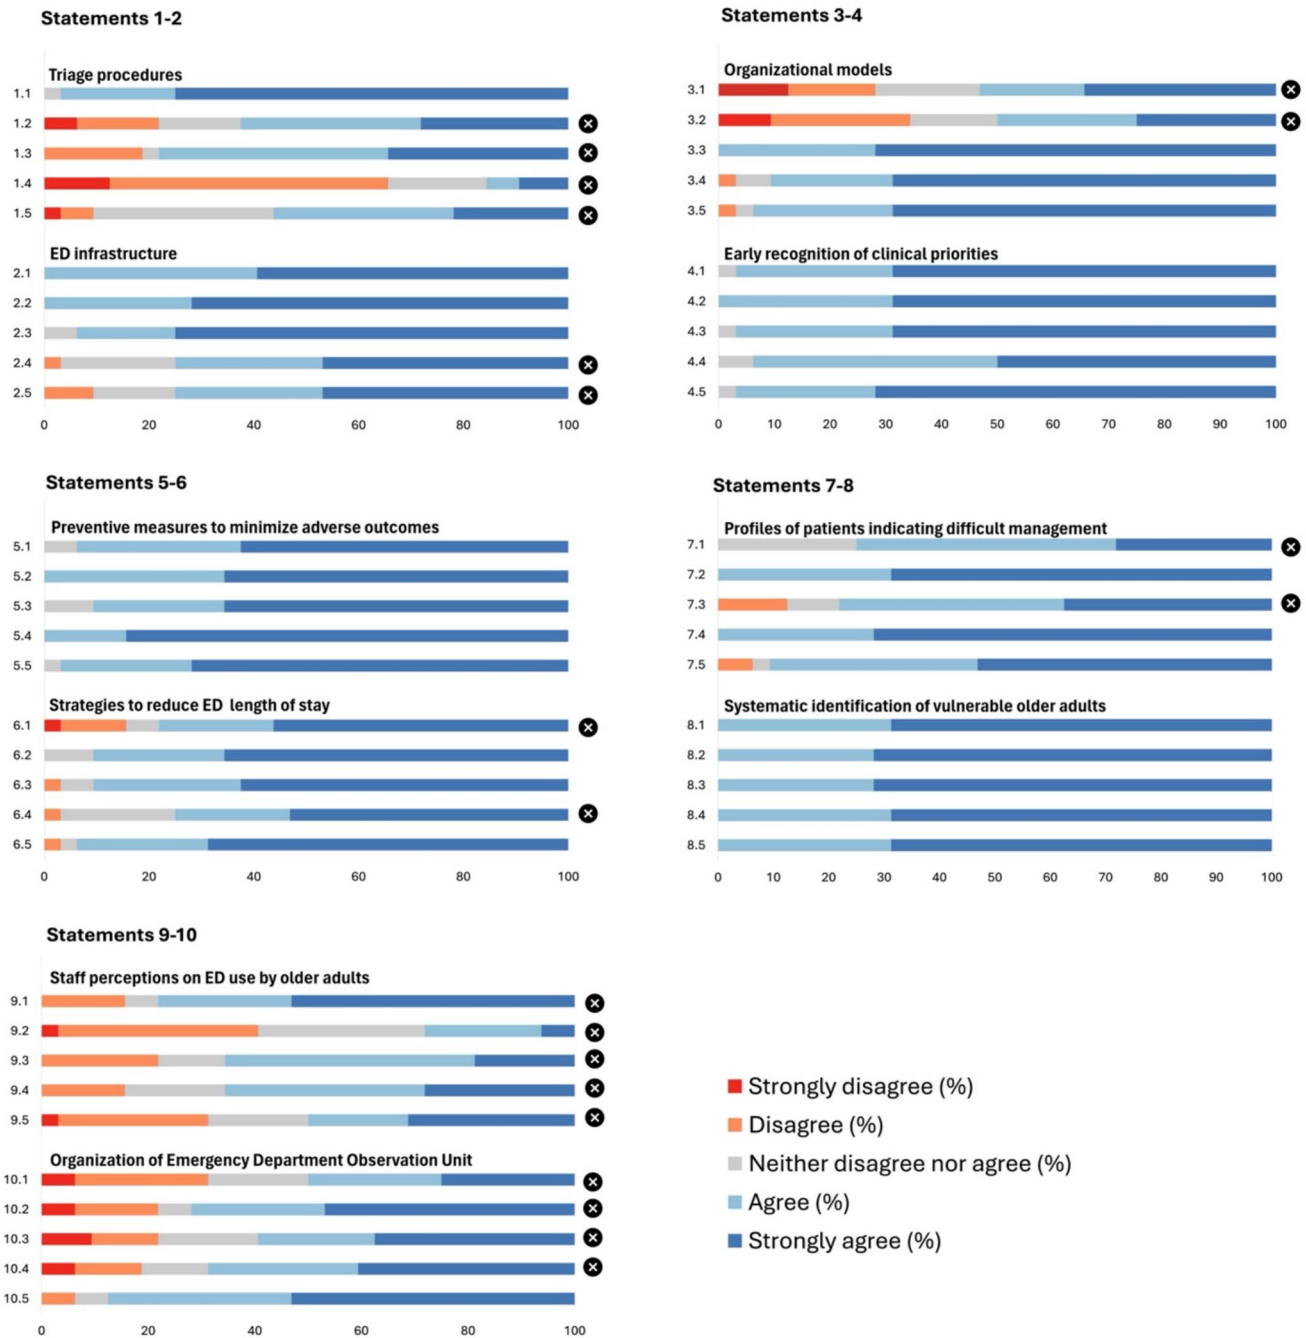 Statements 1-2
Triage procedures
1.1
1.2
1.3
1.4
1.5
ED infrastructure
2.1
2.2
2.3
2.4
2.5
0 20 40 60 80 100
Statements 3-4
Organizational models
3.1
3.2
3.3
3.4
3.5
Early recognition of clinical priorities
4.1
4.2
4.3
4.4
4.5
0 10 20 30 40 50 60 70 80 90 100
Statements 5-6
Preventive measures to minimize adverse outcomes
5.1
5.2
5.3
5.4
5.5
Strategies to reduce ED length of stay
6.1
6.2
6.3
6.4
6.5
0 20 40 60 80 100
Statements 7-8
Profiles of patients indicating difficult management
7.1
7.2
7.3
7.4
7.5
Systematic identification of vulnerable older adults
8.1
8.2
8.3
8.4
8.5
0 10 20 30 40 50 60 70 80 90 100
Statements 9-10
Staff perceptions on ED use by older adults
9.1
9.2
9.3
9.4
9.5
Organization of Emergency Department Observation Unit
10.1
10.2
10.3
10.4
10.5
0 20 40 60 80 100
Strongly disagree (%)
Disagree (%)
Neither disagree nor agree (%)
Agree (%)
Strongly agree (%)